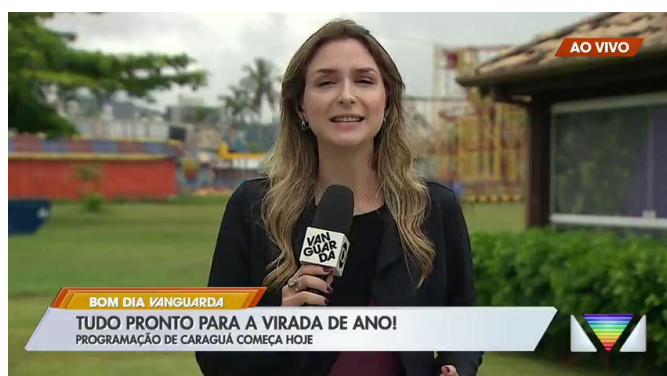 AO VIVO
VAN
GUAR
DA
BOM DIA VANGUARDA
TUDO PRONTO PARA A VIRADA DE ANO!
PROGRAMAÇÃO DE CARAGUÁ COMEÇA HOJE